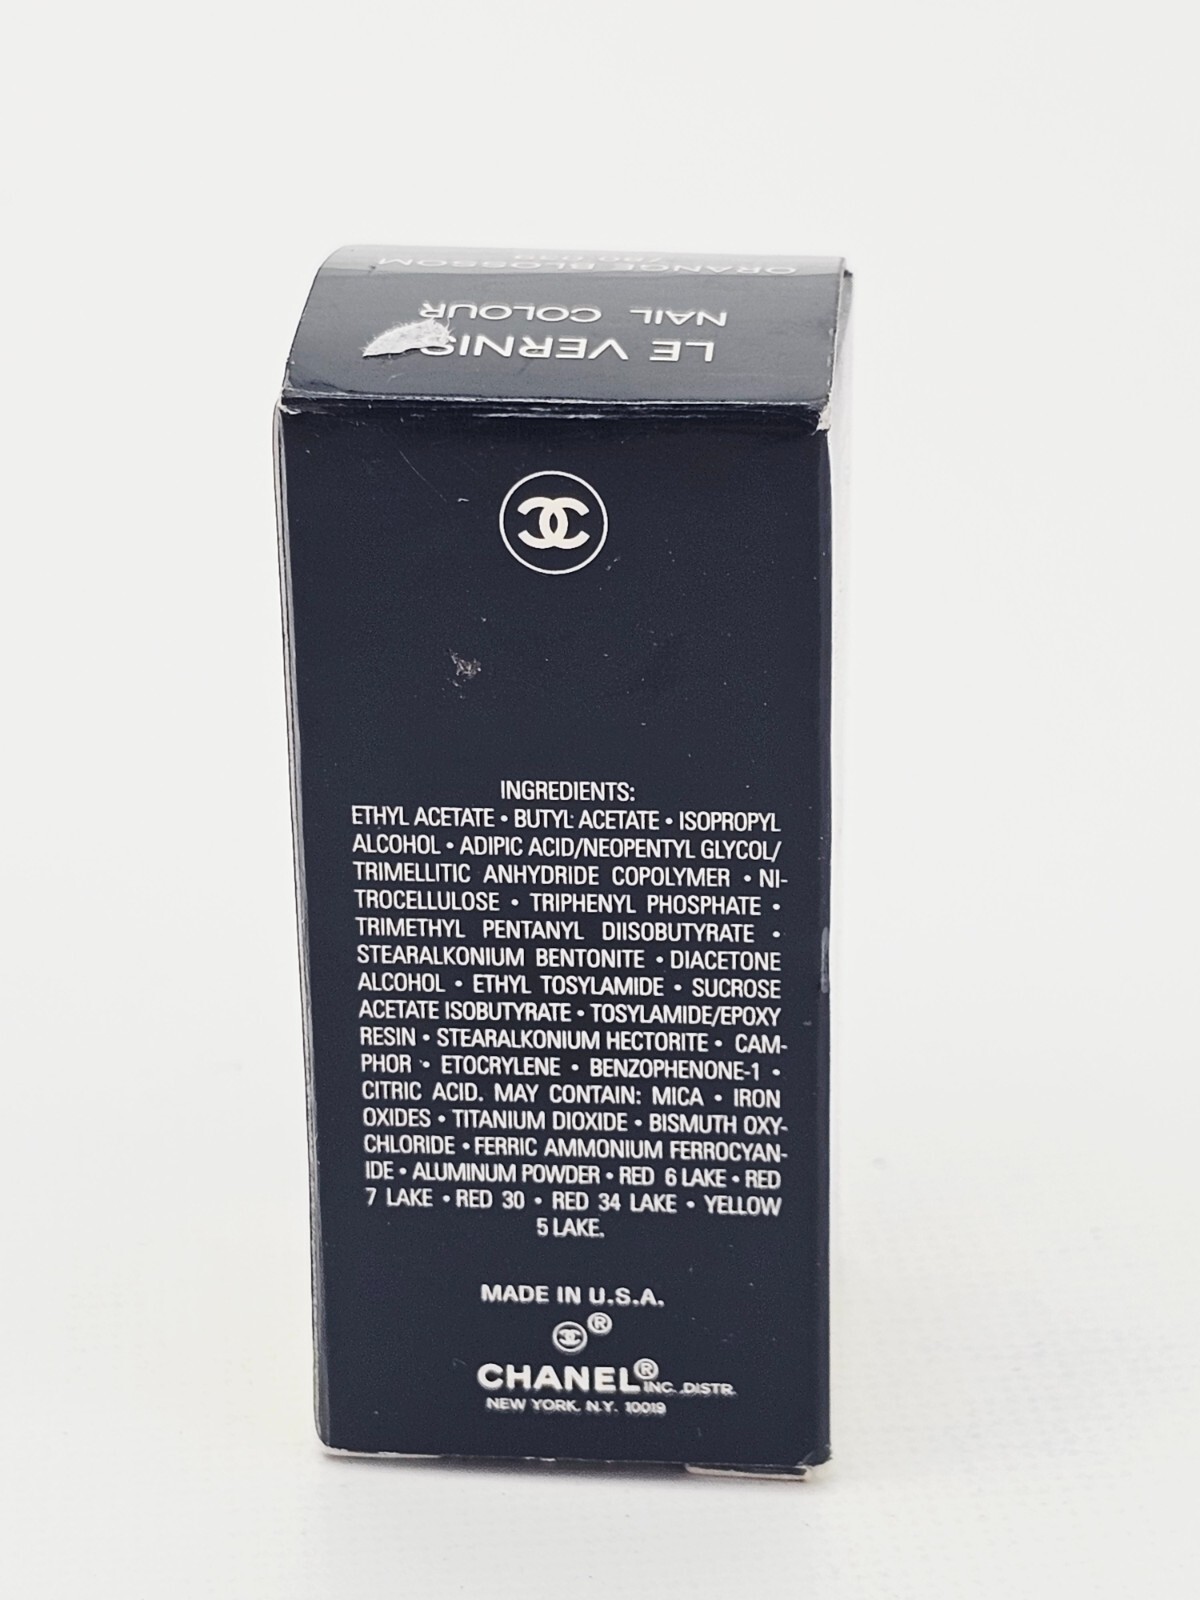 ORANGE BLOSSOM
NAIL COLOUR
LE VERNIS
INGREDIENTS:
ETHYL ACETATE • BUTYL ACETATE • ISOPROPYL
ALCOHOL • ADIPIC ACID/NEOPENTYL GLYCOL/
TRIMELLITIC ANHYDRIDE COPOLYMER • NI-
TROCELLULOSE • TRIPHENYL PHOSPHATE •
TRIMETHYL PENTANYL DIISOBUTYRATE •
STEARALKONIUM BENTONITE • DIACETONE
ALCOHOL • ETHYL TOSYLAMIDE • SUCROSE
ACETATE ISOBUTYRATE • TOSYLAMIDE/EPOXY
RESIN • STEARALKONIUM HECTORITE • CAM-
PHOR • ETOCRYLENE • BENZOPHENONE-1 •
CITRIC ACID. MAY CONTAIN: MICA • IRON
OXIDES • TITANIUM DIOXIDE • BISMUTH OXY-
CHLORIDE • FERRIC AMMONIUM FERROCYAN-
IDE • ALUMINUM POWDER • RED 6 LAKE • RED
7 LAKE • RED 30 • RED 34 LAKE • YELLOW
5 LAKE.
MADE IN U.S.A.
®
CHANEL® INC. DISTR.
NEW YORK, N.Y. 10019